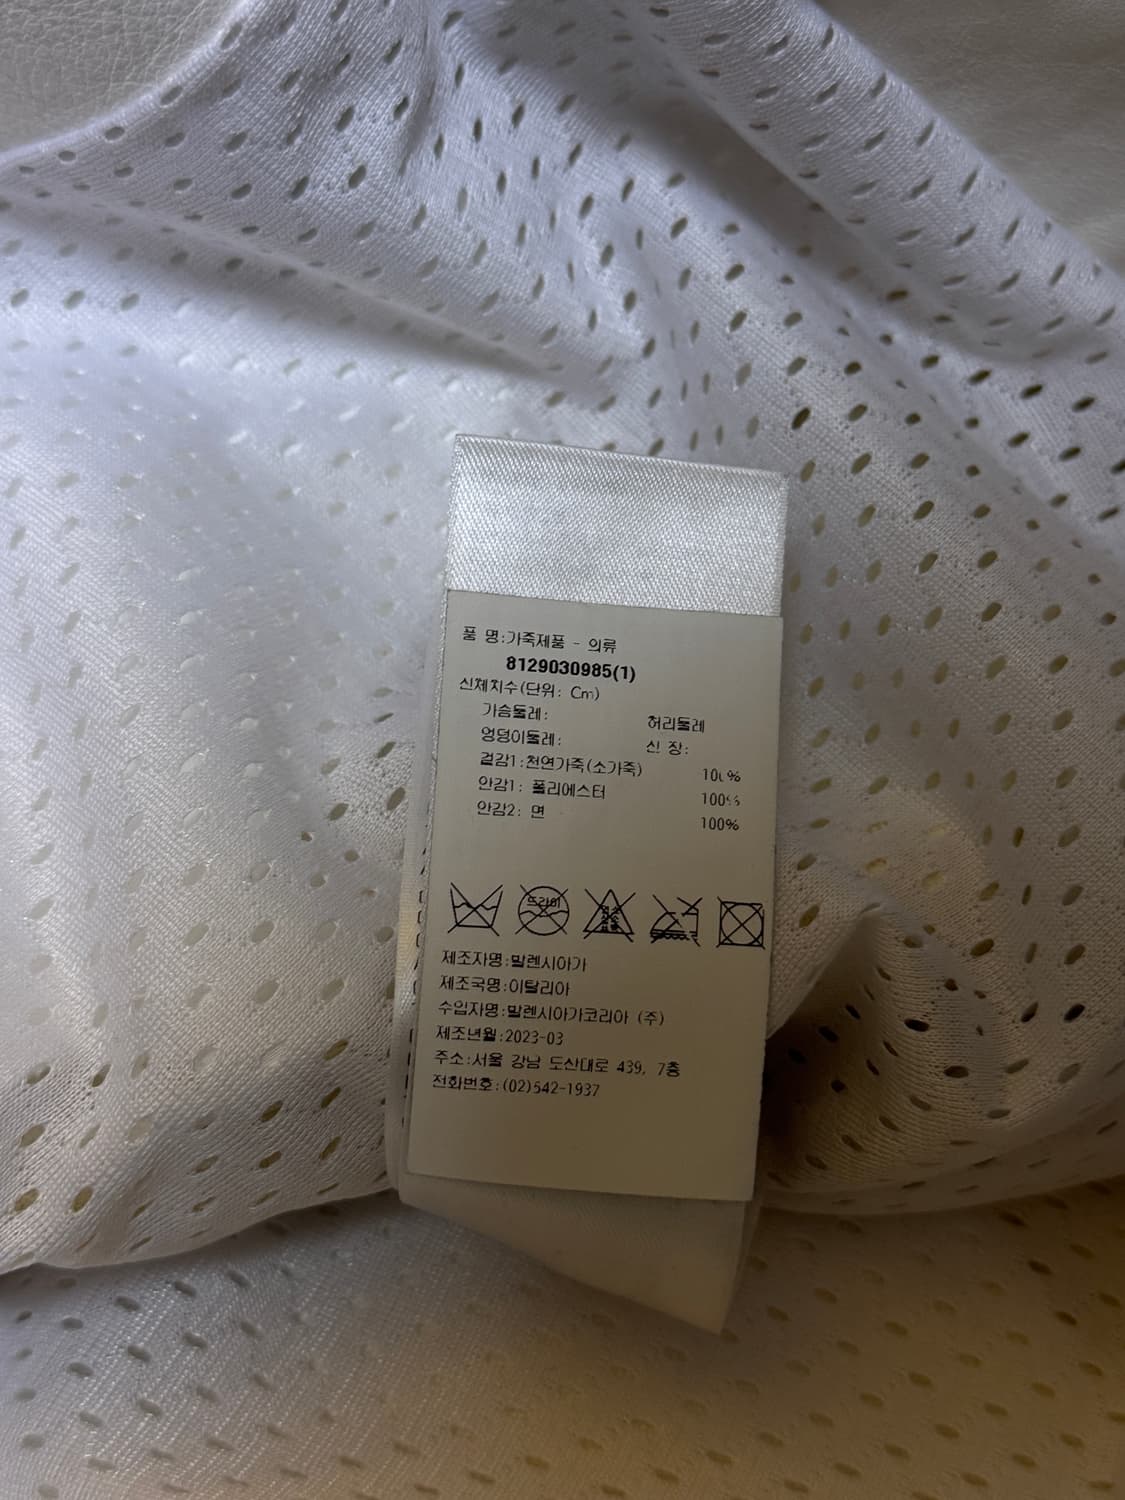 품 명:가죽제품 - 의류
8129030985(1)
신체치수(단위: Cm)
가슴둘레: 허리둘레
엉덩이둘레: 신 장:
겉감1:천연가죽(소가죽) 100%
안감1: 폴리에스터 100%
안감2: 면 100%
드라이
제조자명:발렌시아가
제조국명:이탈리아
수입자명:발렌시아가코리아 (주)
제조년월:2023-03
주소:서울 강남 도산대로 439, 7층
전화번호:(02)542-1937